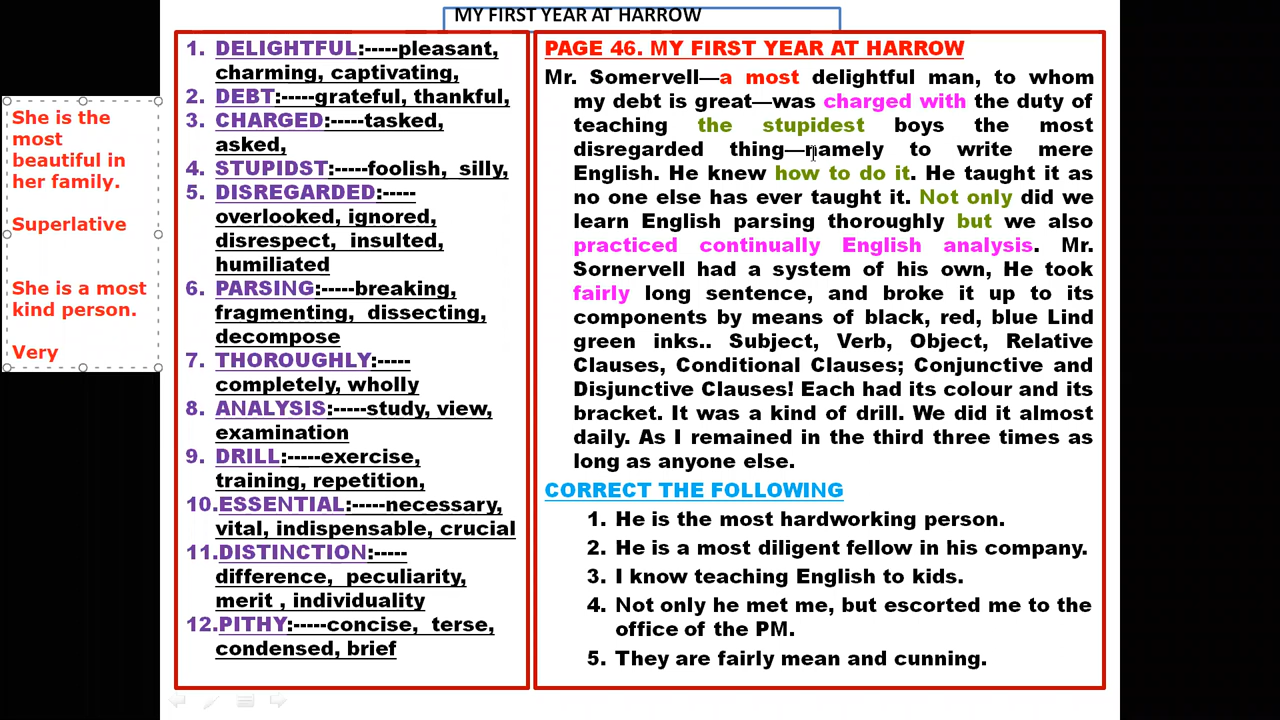 MY FIRST YEAR AT HARROW
She is the
most
beautiful in
her family.
Superlative
She is a most
kind person.
Very
1. DELIGHTFUL:-----pleasant,
charming, captivating,
2. DEBT:-----grateful, thankful,
3. CHARGED:-----tasked,
asked,
4. STUPIDST:-----foolish, silly,
5. DISREGARDED:-----
overlooked, ignored,
disrespect, insulted,
humiliated
6. PARSING:-----breaking,
fragmenting, dissecting,
decompose
7. THOROUGHLY:-----
completely, wholly
8. ANALYSIS:-----study, view,
examination
9. DRILL:-----exercise,
training, repetition,
10.ESSENTIAL:-----necessary,
vital, indispensable, crucial
11.DISTINCTION:-----
difference, peculiarity,
merit , individuality
12.PITHY:-----concise, terse,
condensed, brief
PAGE 46. MY FIRST YEAR AT HARROW
Mr. Somervell—a most delightful man, to whom
my debt is great—was charged with the duty of
teaching the stupidest boys the most
disregarded thing—namely to write mere
English. He knew how to do it. He taught it as
no one else has ever taught it. Not only did we
learn English parsing thoroughly but we also
practiced continually English analysis. Mr.
Sornervell had a system of his own, He took
fairly long sentence, and broke it up to its
components by means of black, red, blue Lind
green inks.. Subject, Verb, Object, Relative
Clauses, Conditional Clauses; Conjunctive and
Disjunctive Clauses! Each had its colour and its
bracket. It was a kind of drill. We did it almost
daily. As I remained in the third three times as
long as anyone else.
CORRECT THE FOLLOWING
1. He is the most hardworking person.
2. He is a most diligent fellow in his company.
3. I know teaching English to kids.
4. Not only he met me, but escorted me to the
office of the PM.
5. They are fairly mean and cunning.